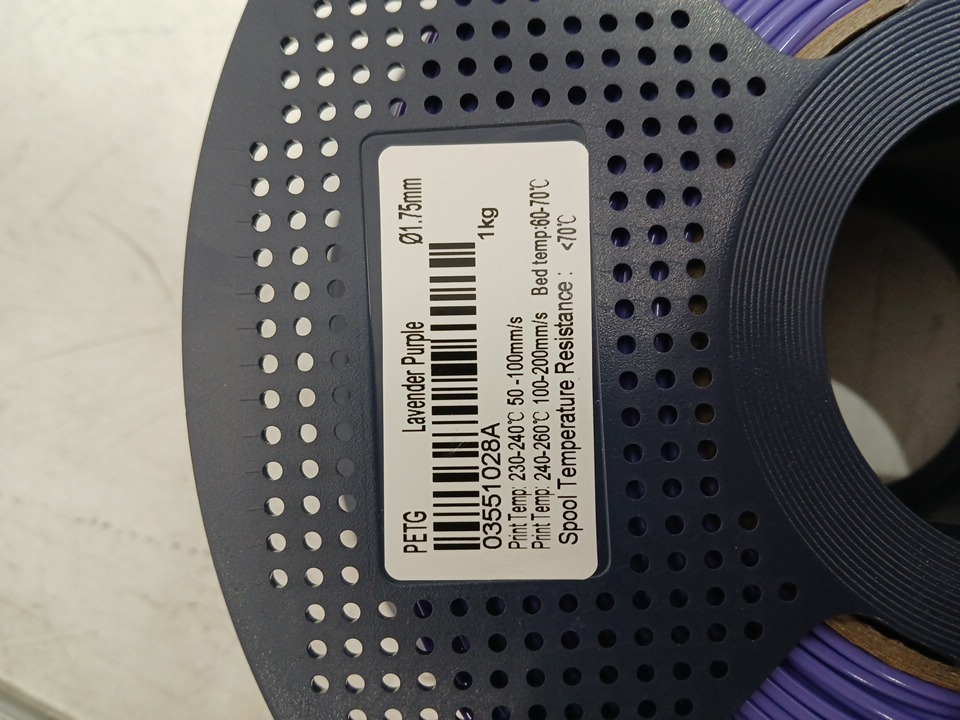 PETG Lavender Purple Ø1.75mm
03551028A 1kg
Print Temp: 230-240℃ 50 -100mm/s
Print Temp: 240-260℃ 100-200mm/s Bed temp:60-70℃
Spool Temperature Resistance : <70℃